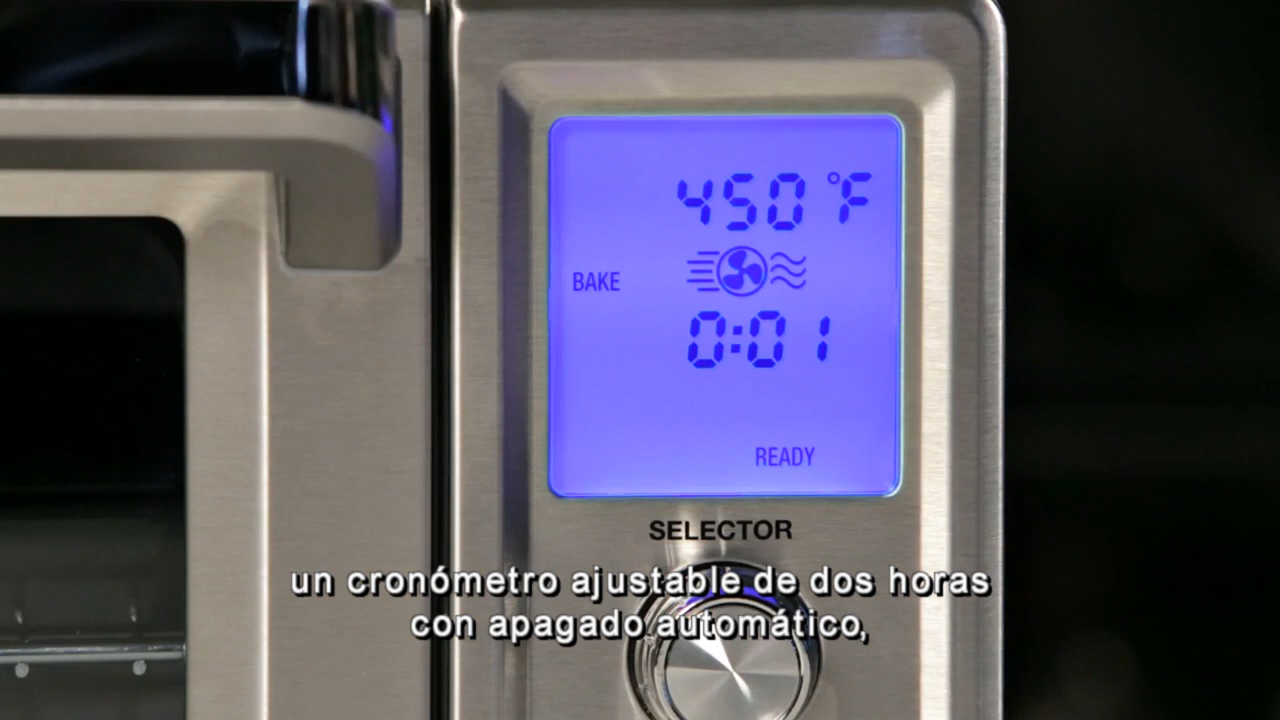 450 °F
BAKE
0:01
READY
SELECTOR
un cronómetro ajustable de dos horas
con apagado automático,